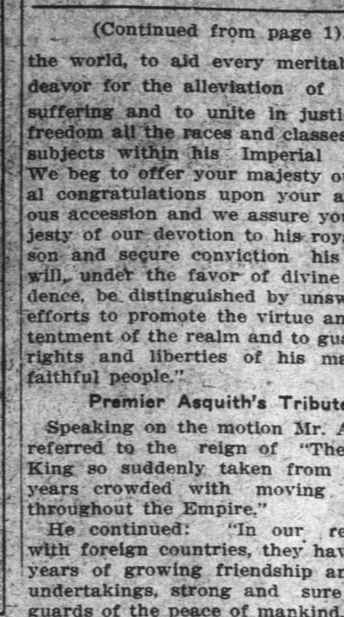 (Continued from page 1)
the world, to aid every meritab
deavor for the alleviation of
suffering and to unite in justi
freedom all the races and classes
subjects within his Imperial
We beg to offer your majesty o
al congratulations upon your a
ous accession and we assure yo
jesty of our devotion to his roy
son and secure conviction his
will, under the favor of divine
dence, be distinguished by unsw
efforts to promote the virtue an
tentment of the realm and to gua
rights and liberties of his ma
faithful people."
Premier Asquith's Tribute
Speaking on the motion Mr. A
referred to the reign of "The
King so suddenly taken from
years crowded with moving
throughout the Empire."
He continued: "In our re
with foreign countries, they hav
years of growing friendship an
undertakings, strong and sure
guards of the peace of mankind.